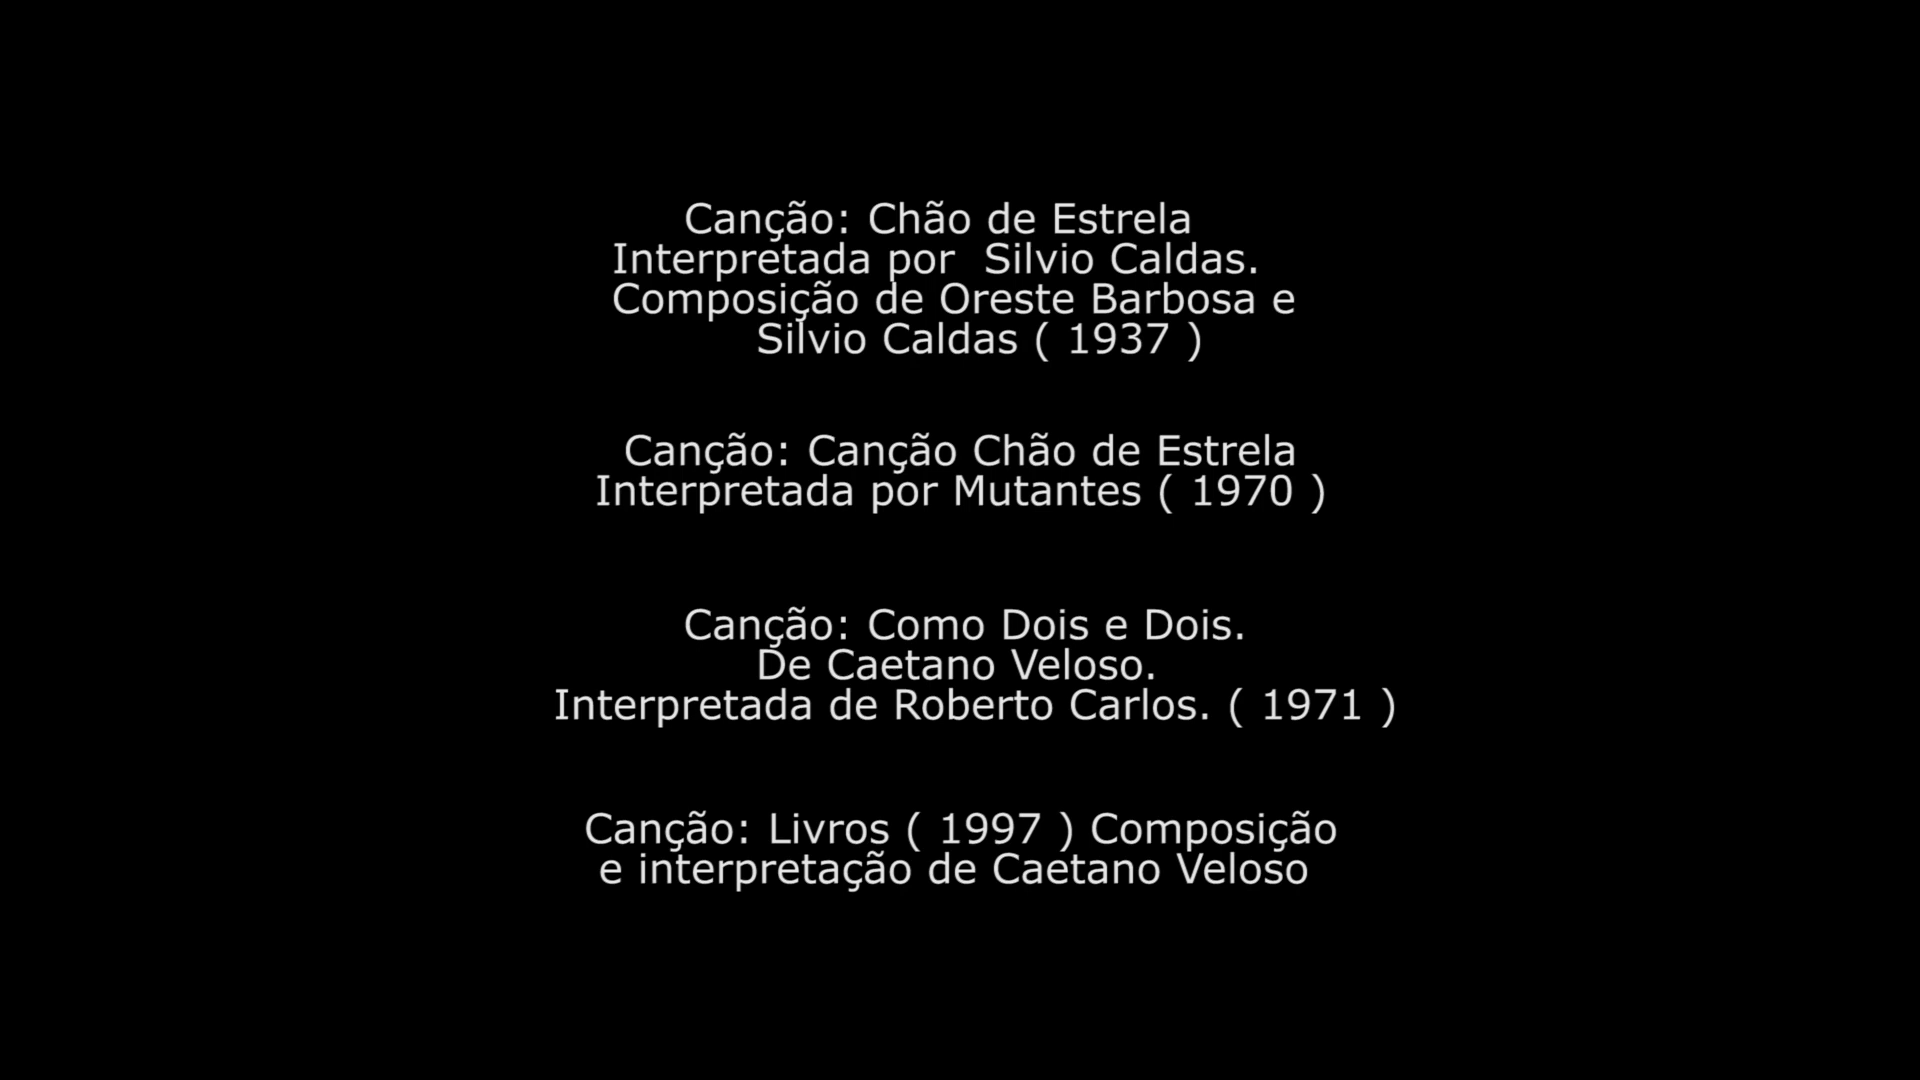 Canção: Chão de Estrela
Interpretada por  Silvio Caldas.
Composição de Oreste Barbosa e
Silvio Caldas ( 1937 )
Canção: Canção Chão de Estrela
Interpretada por Mutantes ( 1970 )
Canção: Como Dois e Dois.
De Caetano Veloso.
Interpretada de Roberto Carlos. ( 1971 )
Canção: Livros ( 1997 ) Composição
e interpretação de Caetano Veloso